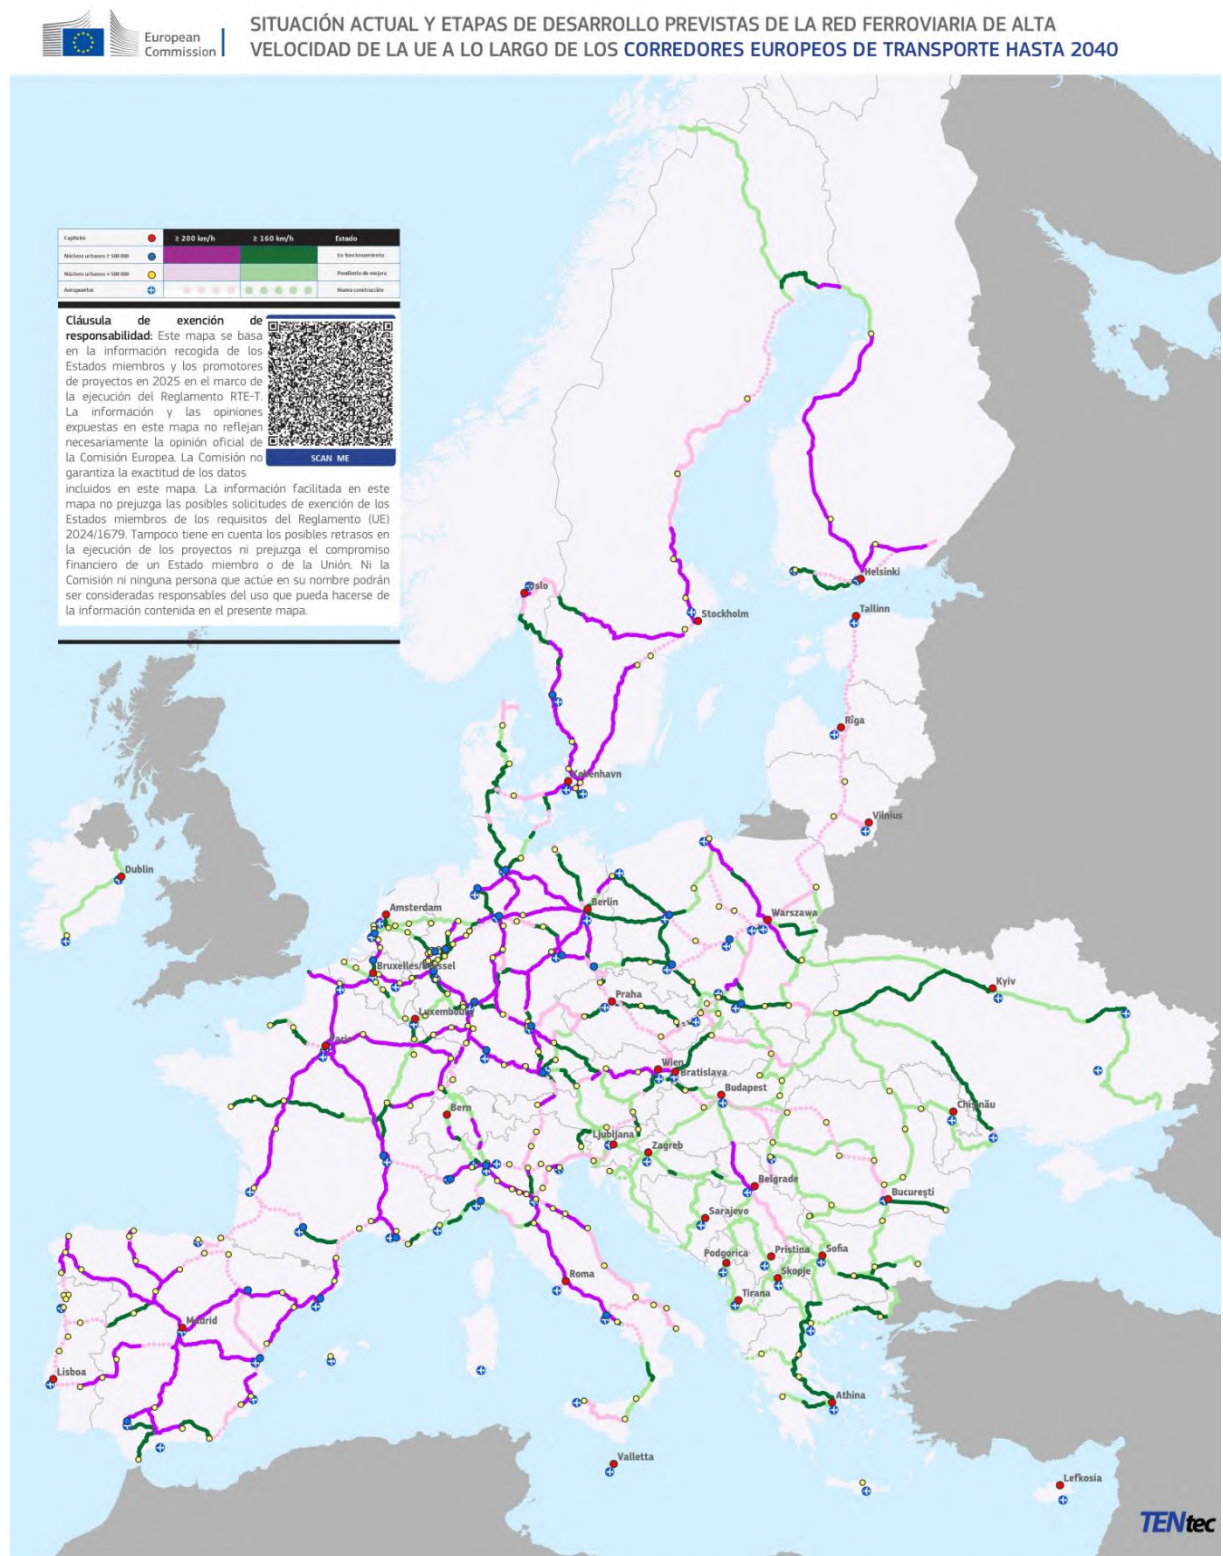 European
Commission
SITUACIÓN ACTUAL Y ETAPAS DE DESARROLLO PREVISTAS DE LA RED FERROVIARIA DE ALTA
VELOCIDAD DE LA UE A LO LARGO DE LOS CORREDORES EUROPEOS DE TRANSPORTE HASTA 2040
Capitales ≥ 200 km/h ≥ 160 km/h Estado
Núcleos urbanos ≥ 500 000 En funcionamiento
Núcleos urbanos < 500 000 Pendiente de mejora
Aeropuertos Nueva construcción
Cláusula de exención de
responsabilidad: Este mapa se basa
en la información recogida de los
Estados miembros y los promotores
de proyectos en 2025 en el marco de
la ejecución del Reglamento RTE-T.
La información y las opiniones
expuestas en este mapa no reflejan
necesariamente la opinión oficial de
la Comisión Europea. La Comisión no
garantiza la exactitud de los datos
SCAN ME
incluidos en este mapa. La información facilitada en este
mapa no prejuzga las posibles solicitudes de exención de los
Estados miembros de los requisitos del Reglamento (UE)
2024/1679. Tampoco tiene en cuenta los posibles retrasos en
la ejecución de los proyectos ni prejuzga el compromiso
financiero de un Estado miembro o de la Unión. Ni la
Comisión ni ninguna persona que actúe en su nombre podrán
ser consideradas responsables del uso que pueda hacerse de
la información contenida en el presente mapa.
Helsinki
Oslo
Tallinn
Stockholm
Rīga
København
Vilnius
Dublin
Berlin
Amsterdam
Warszawa
Bruxelles/Brussel
Kyiv
Praha
Luxembourg
Paris
Wien
Bratislava
Budapest
Chișinău
Bern
Ljubljana
Zagreb
Belgrade
București
Sarajevo
Podgorica
Pristina
Sofia
Roma
Skopje
Tirana
Madrid
Lisboa
Athina
Valletta
Lefkosia
TENtec